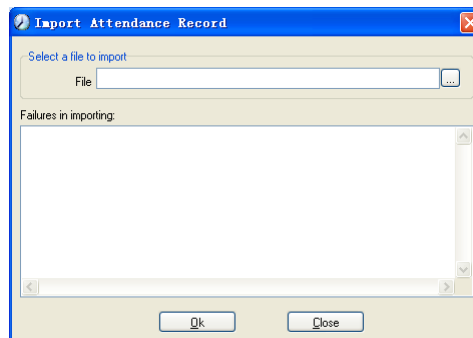 Import Attendance Record
Select a file to import
File
...
Failures in importing:
Ok
Close